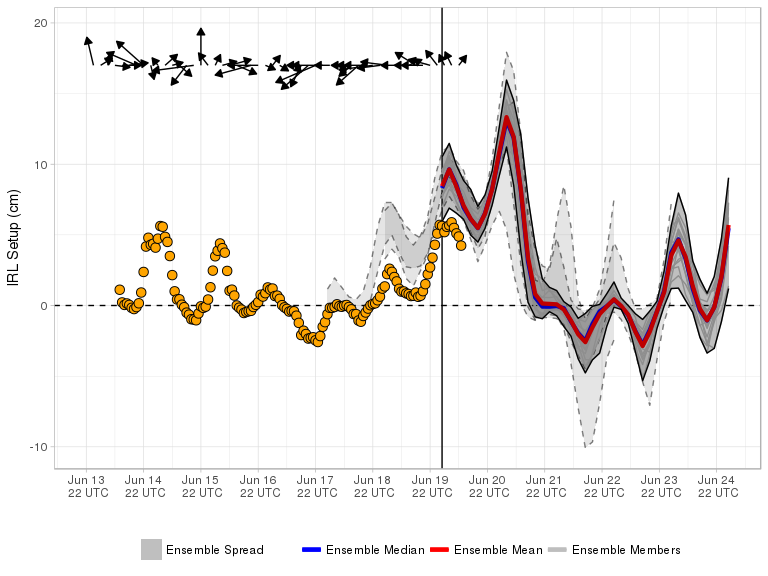 20
10
0
-10
IRL Setup (cm)
Jun 13 Jun 14 Jun 15 Jun 16 Jun 17 Jun 18 Jun 19 Jun 20 Jun 21 Jun 22 Jun 23 Jun 24
22 UTC 22 UTC 22 UTC 22 UTC 22 UTC 22 UTC 22 UTC 22 UTC 22 UTC 22 UTC 22 UTC 22 UTC
Ensemble Spread Ensemble Median Ensemble Mean Ensemble Members